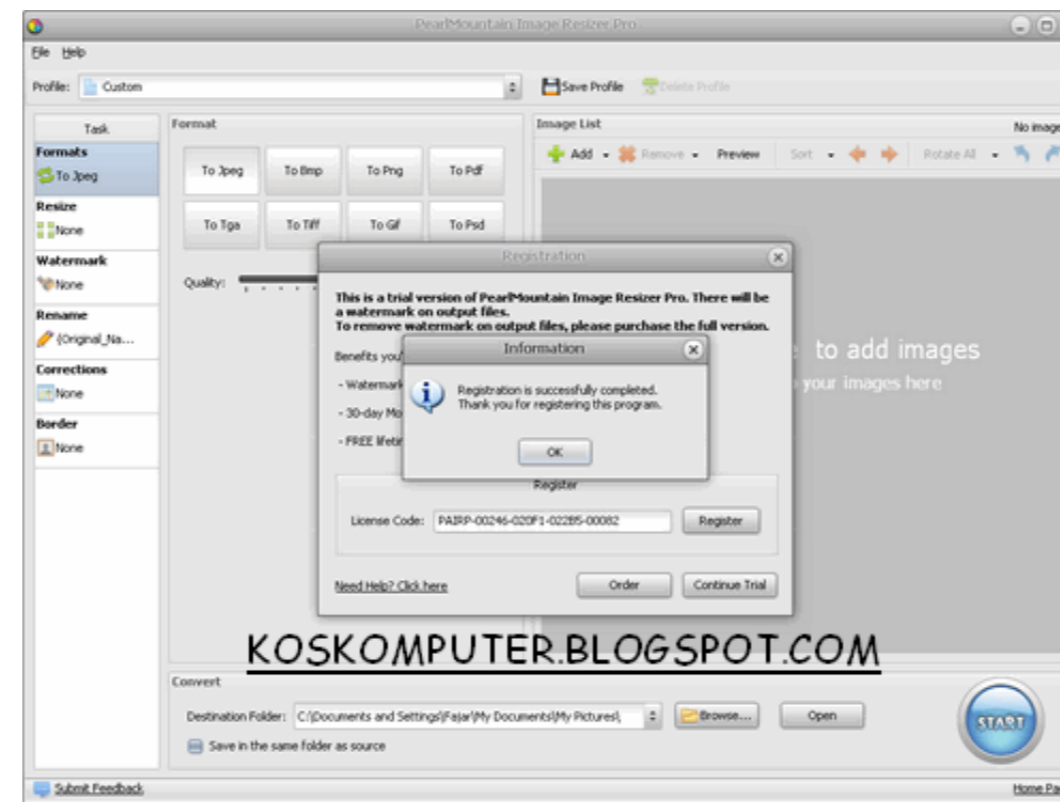 PearlMountain Image Resizer Pro
File Help
Profile: Custom
Save Profile Delete Profile
Task
Formats
To Jpeg
Resize
None
Watermark
None
Rename
{Original_Na...
Corrections
None
Border
None
Format
To Jpeg To Bmp To Png To Pdf
To Tga To Tiff To Gif To Psd
Quality:
Image List
No image
Add Remove Preview Sort Rotate All
to add images
your images here
Registration
This is a trial version of PearlMountain Image Resizer Pro. There will be
a watermark on output files.
To remove watermark on output files, please purchase the full version.
Benefits you'
- Watermark
- 30-day Mo
- FREE lifetir
Information
Registration is successfully completed.
Thank you for registering this program.
OK
Register
License Code: PAIRP-00246-020F1-022B5-00082 Register
Need Help? Click here Order Continue Trial
KOSKOMPUTER.BLOGSPOT.COM
Convert
Destination Folder: C:\Documents and Settings\Fajar\My Documents\My Pictures\ Browse... Open
Save in the same folder as source
START
Submit Feedback Home Pa